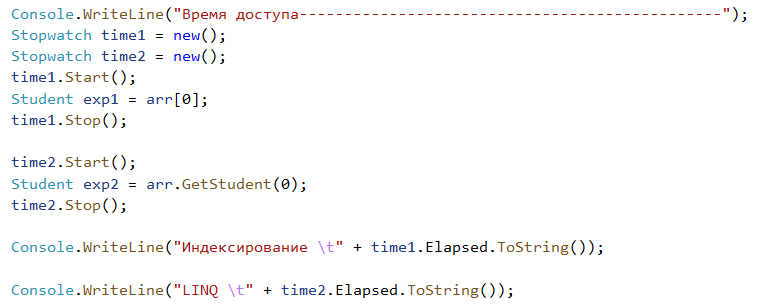 Console.WriteLine("Время доступа-----------------------------------------------");
Stopwatch time1 = new();
Stopwatch time2 = new();
time1.Start();
Student exp1 = arr[0];
time1.Stop();
time2.Start();
Student exp2 = arr.GetStudent(0);
time2.Stop();
Console.WriteLine("Индексирование \t" + time1.Elapsed.ToString());
Console.WriteLine("LINQ \t" + time2.Elapsed.ToString());